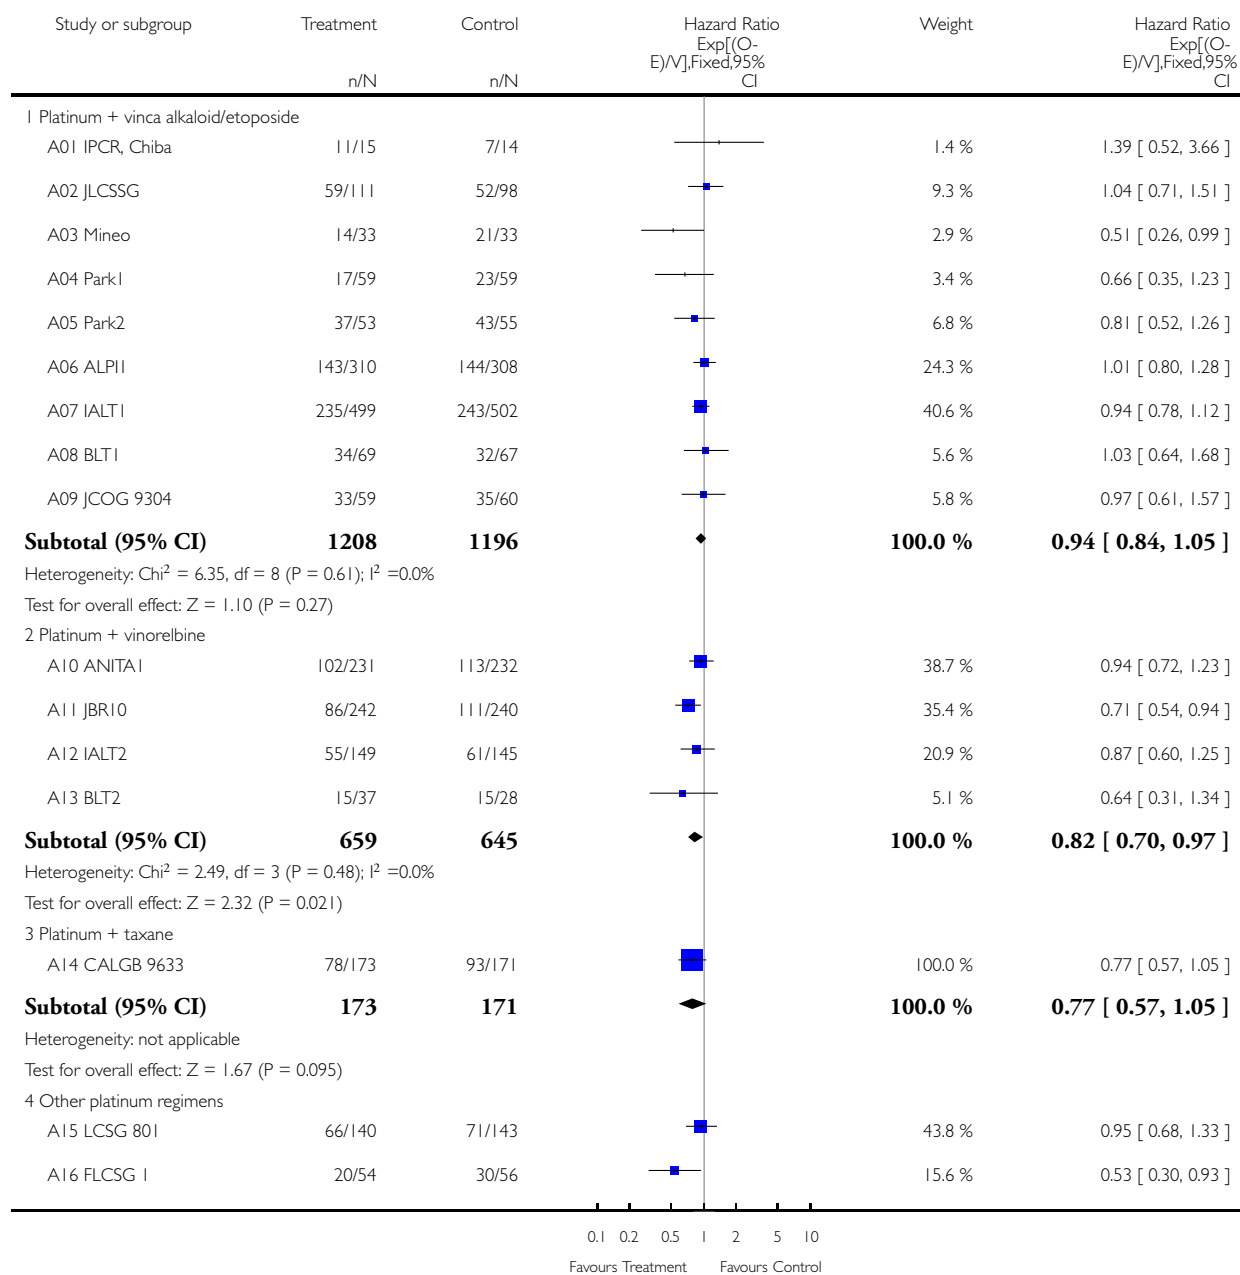 Study or subgroup Treatment Control Hazard Ratio Weight Hazard Ratio
Exp[(O- Exp[(O-
E)/V],Fixed,95% E)/V],Fixed,95%
n/N n/N CI CI
1 Platinum + vinca alkaloid/etoposide
A01 IPCR, Chiba 11/15 7/14 1.4 % 1.39 [ 0.52, 3.66 ]
A02 JLCSSG 59/111 52/98 9.3 % 1.04 [ 0.71, 1.51 ]
A03 Mineo 14/33 21/33 2.9 % 0.51 [ 0.26, 0.99 ]
A04 Park1 17/59 23/59 3.4 % 0.66 [ 0.35, 1.23 ]
A05 Park2 37/53 43/55 6.8 % 0.81 [ 0.52, 1.26 ]
A06 ALPI1 143/310 144/308 24.3 % 1.01 [ 0.80, 1.28 ]
A07 IALT1 235/499 243/502 40.6 % 0.94 [ 0.78, 1.12 ]
A08 BLT1 34/69 32/67 5.6 % 1.03 [ 0.64, 1.68 ]
A09 JCOG 9304 33/59 35/60 5.8 % 0.97 [ 0.61, 1.57 ]
Subtotal (95% CI) 1208 1196 100.0 % 0.94 [ 0.84, 1.05 ]
Heterogeneity: Chi² = 6.35, df = 8 (P = 0.61); I² =0.0%
Test for overall effect: Z = 1.10 (P = 0.27)
2 Platinum + vinorelbine
A10 ANITA1 102/231 113/232 38.7 % 0.94 [ 0.72, 1.23 ]
A11 JBR10 86/242 111/240 35.4 % 0.71 [ 0.54, 0.94 ]
A12 IALT2 55/149 61/145 20.9 % 0.87 [ 0.60, 1.25 ]
A13 BLT2 15/37 15/28 5.1 % 0.64 [ 0.31, 1.34 ]
Subtotal (95% CI) 659 645 100.0 % 0.82 [ 0.70, 0.97 ]
Heterogeneity: Chi² = 2.49, df = 3 (P = 0.48); I² =0.0%
Test for overall effect: Z = 2.32 (P = 0.021)
3 Platinum + taxane
A14 CALGB 9633 78/173 93/171 100.0 % 0.77 [ 0.57, 1.05 ]
Subtotal (95% CI) 173 171 100.0 % 0.77 [ 0.57, 1.05 ]
Heterogeneity: not applicable
Test for overall effect: Z = 1.67 (P = 0.095)
4 Other platinum regimens
A15 LCSG 801 66/140 71/143 43.8 % 0.95 [ 0.68, 1.33 ]
A16 FLCSG 1 20/54 30/56 15.6 % 0.53 [ 0.30, 0.93 ]
0.1 0.2 0.5 1 2 5 10
Favours Treatment Favours Control